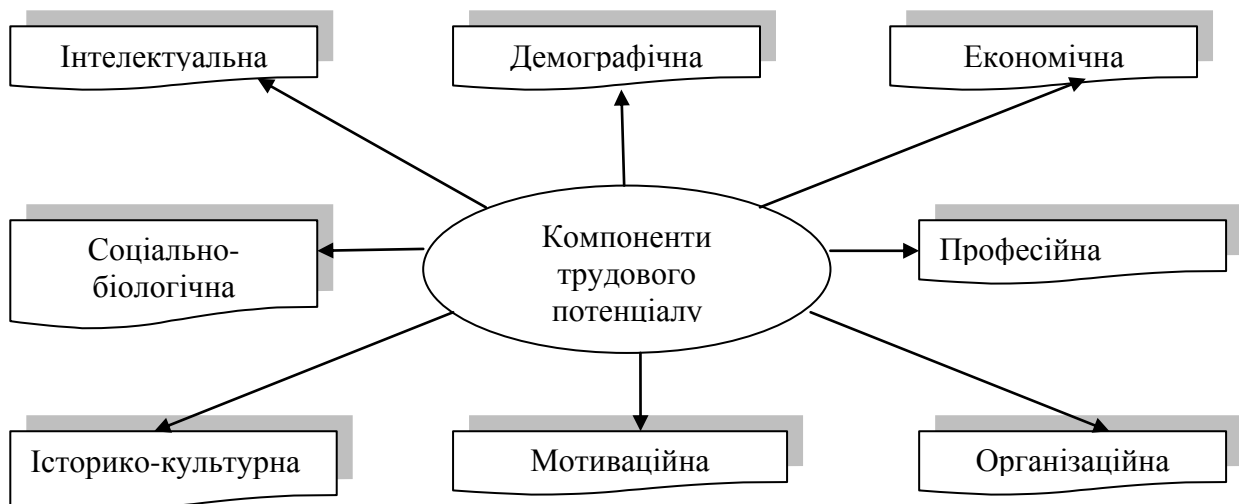 Інтелектуальна
Демографічна
Економічна
Соціально-
біологічна
Компоненти
трудового
потенціалу
Професійна
Історико-культурна
Мотиваційна
Організаційна